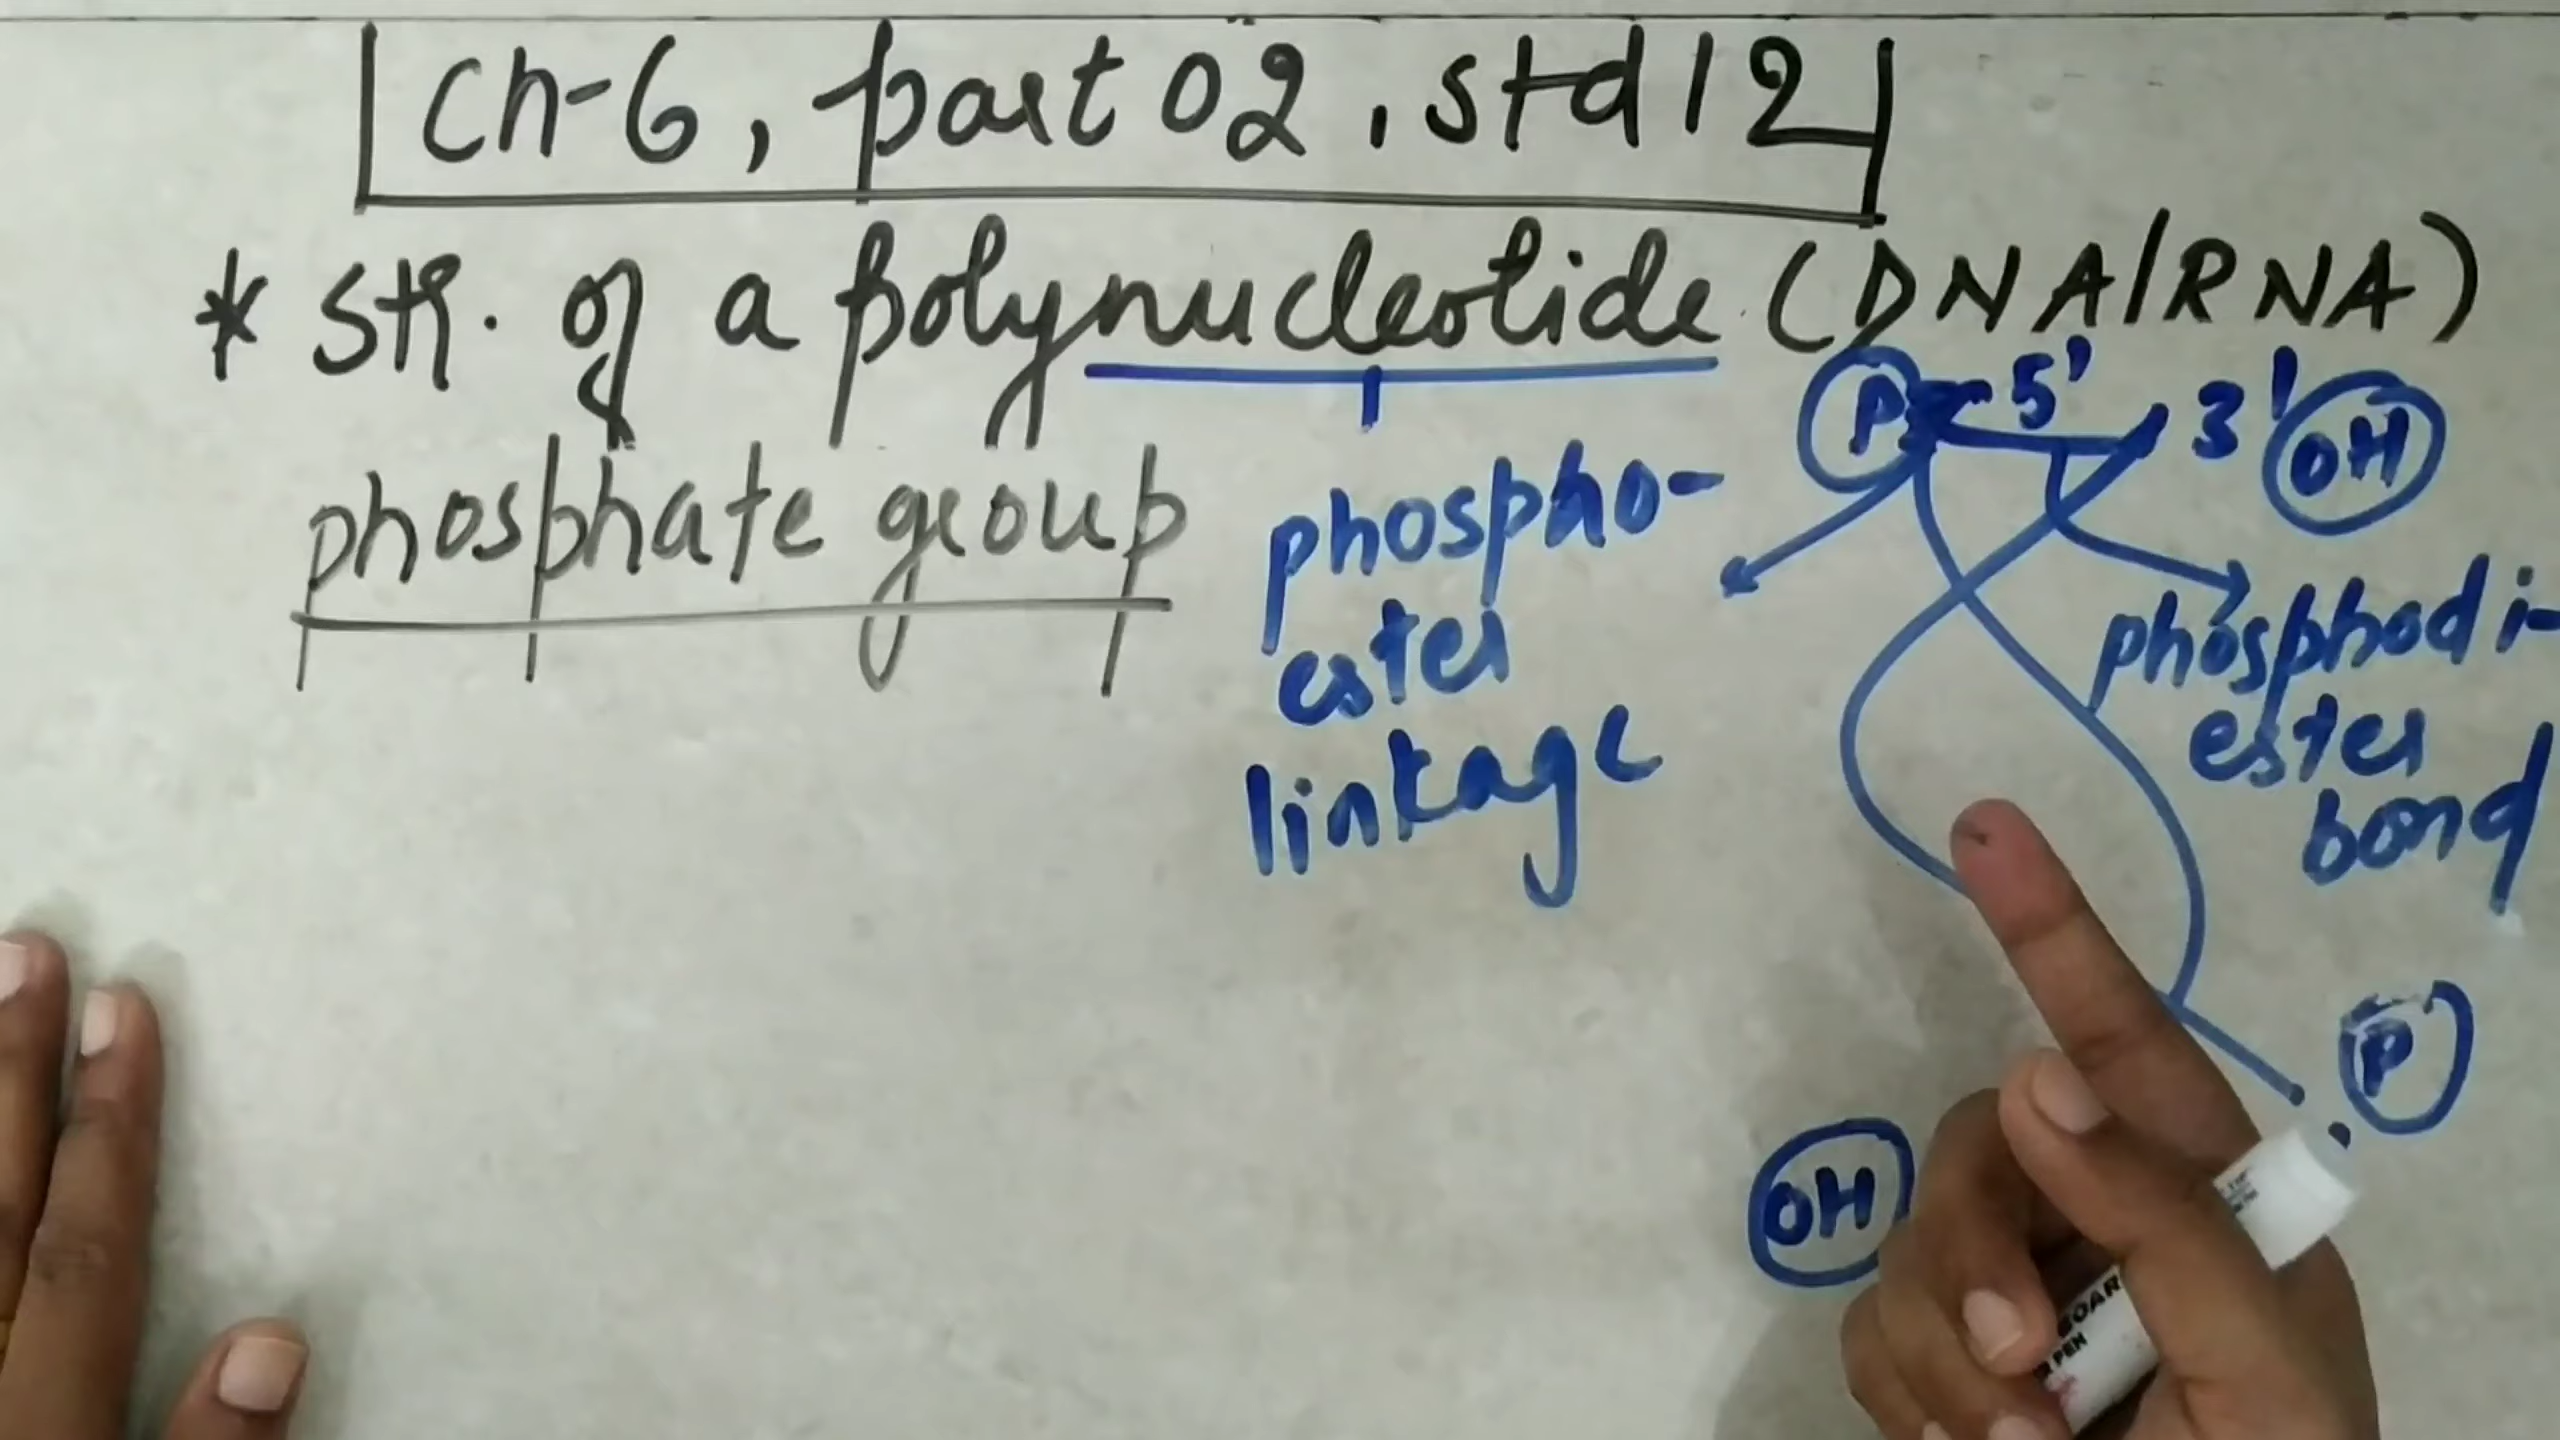 Ch-6, part 02, std 12
* Str. of a polynucleotide (DNA/RNA)
phosphate group
phospho-
ester
linkage
P 5' 3' OH
phosphodi-
ester
bond
P
OH